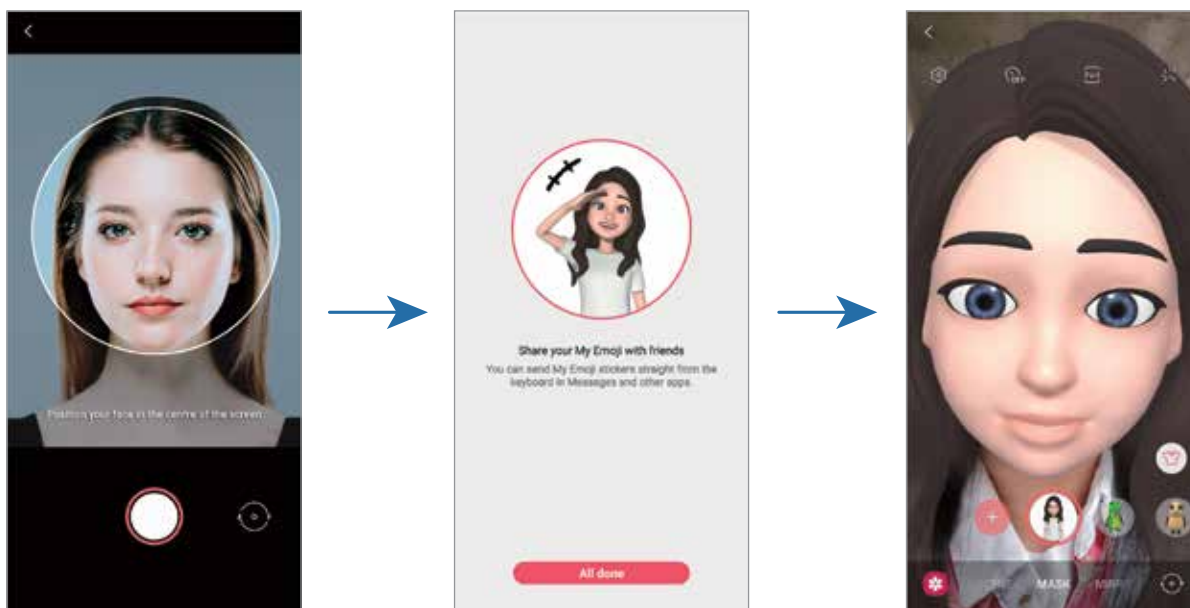 Position your face in the centre of the screen.
Share your My Emoji with friends
You can send My Emoji stickers straight from the
keyboard in Messages and other apps.
All done
OFF
MASK